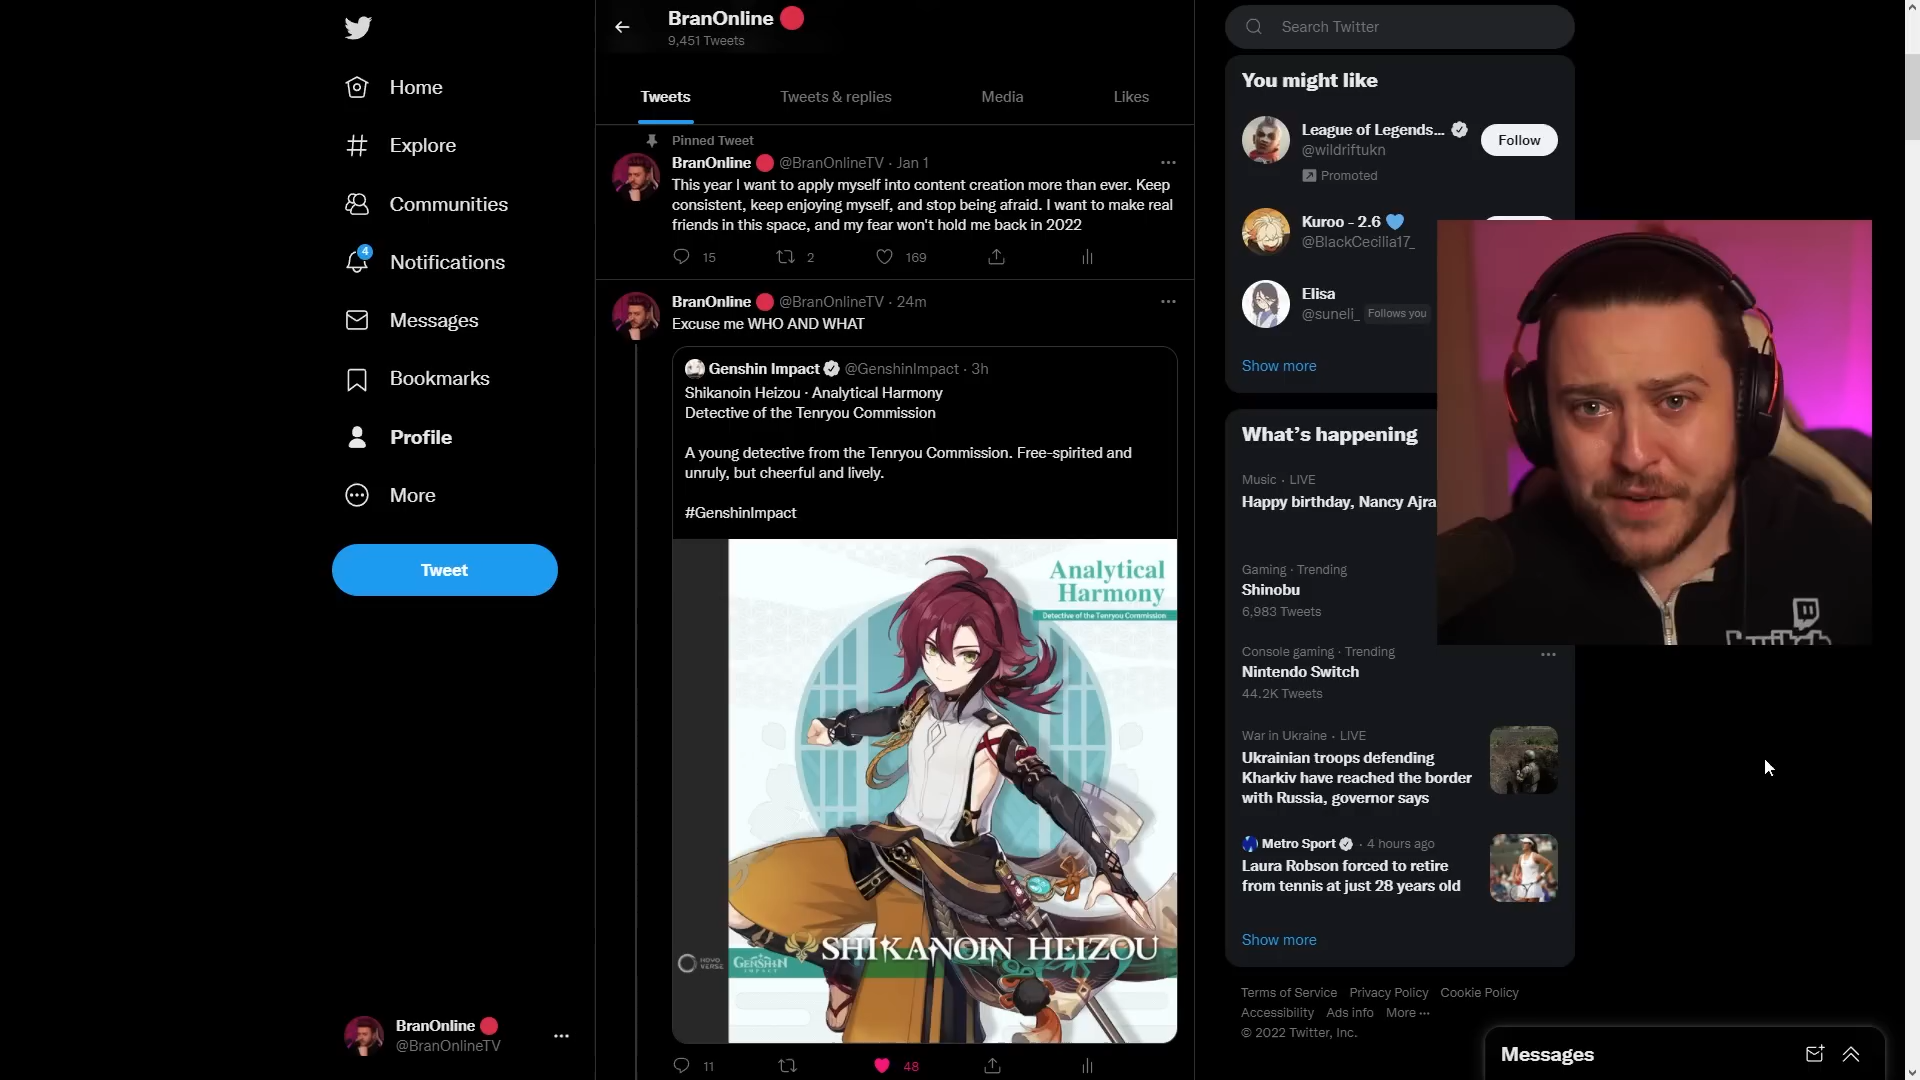 Home
Explore
Communities
4
Notifications
Messages
Bookmarks
Profile
More
Tweet
BranOnline
@BranOnlineTV
BranOnline
9,451 Tweets
Tweets
Tweets & replies
Media
Likes
Pinned Tweet
BranOnline @BranOnlineTV · Jan 1
This year I want to apply myself into content creation more than ever. Keep
consistent, keep enjoying myself, and stop being afraid. I want to make real
friends in this space, and my fear won't hold me back in 2022
15
2
169
BranOnline @BranOnlineTV · 24m
Excuse me WHO AND WHAT
Genshin Impact @GenshinImpact · 3h
Shikanoin Heizou · Analytical Harmony
Detective of the Tenryou Commission
A young detective from the Tenryou Commission. Free-spirited and
unruly, but cheerful and lively.
#GenshinImpact
Analytical
Harmony
Detective of the Tenryou Commission
SHIKANOIN HEIZOU
HOYO
VERSE
GENSHIN
IMPACT
11
48
Search Twitter
You might like
League of Legends...
@wildriftukn
Promoted
Follow
Kuroo - 2.6
@BlackCecilia17_
Elisa
@suneli_ Follows you
Show more
What's happening
Music · LIVE
Happy birthday, Nancy Ajra
Gaming · Trending
Shinobu
6,983 Tweets
Console gaming · Trending
Nintendo Switch
44.2K Tweets
War in Ukraine · LIVE
Ukrainian troops defending
Kharkiv have reached the border
with Russia, governor says
Metro Sport · 4 hours ago
Laura Robson forced to retire
from tennis at just 28 years old
Show more
Terms of Service Privacy Policy Cookie Policy
Accessibility Ads info More ···
© 2022 Twitter, Inc.
Messages
twitch